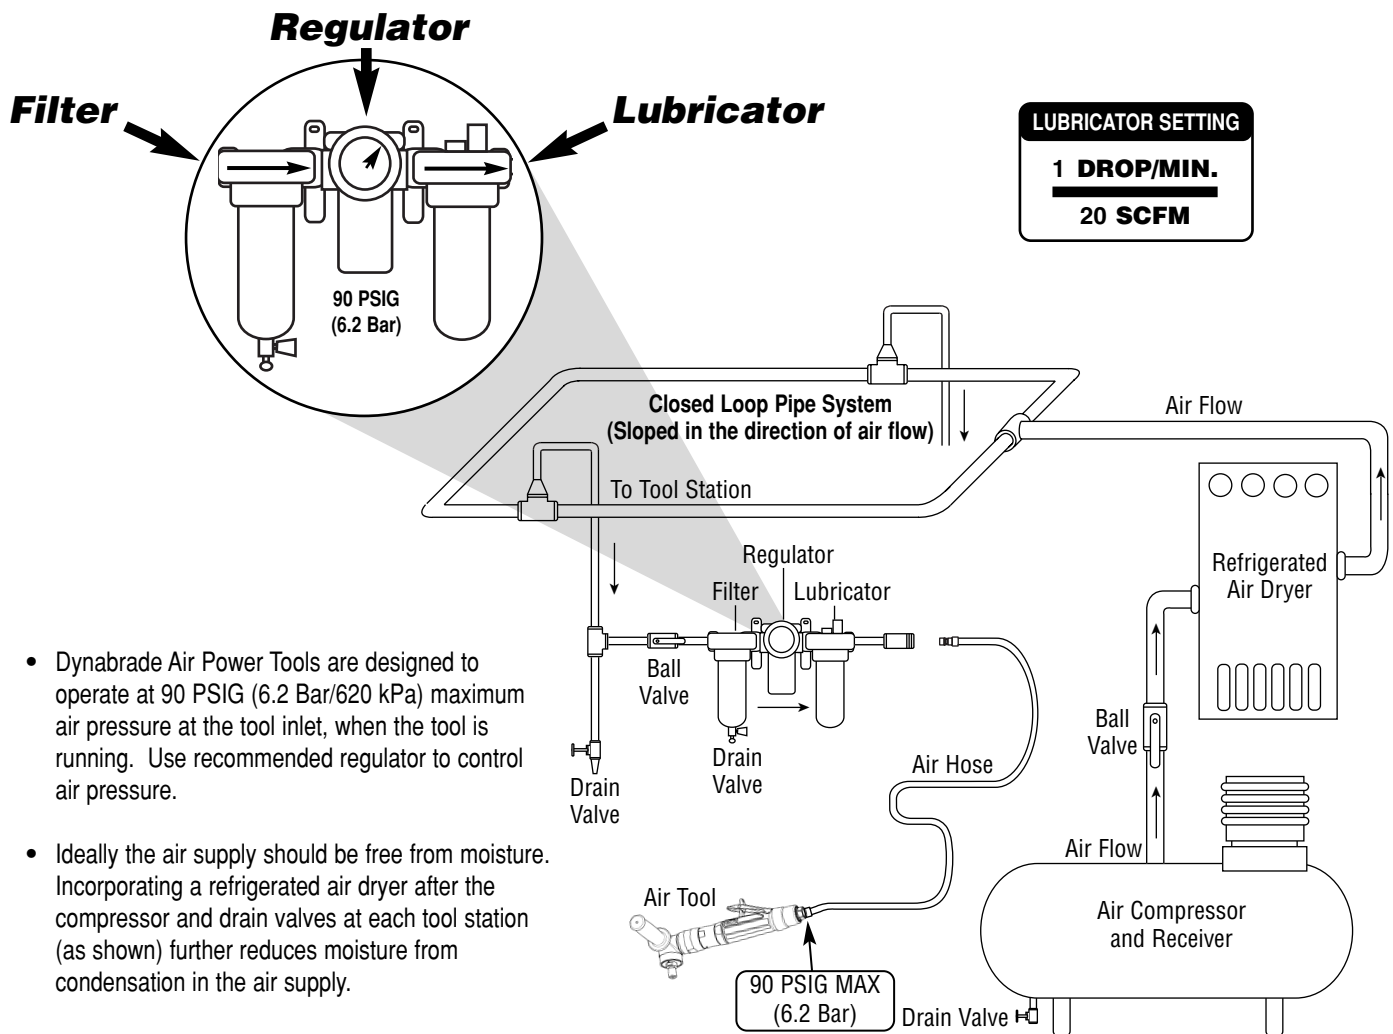 Regulator
Filter
Lubricator
LUBRICATOR SETTING
1 DROP/MIN.
20 SCFM
90 PSIG
(6.2 Bar)
Closed Loop Pipe System
(Sloped in the direction of air flow)
Air Flow
To Tool Station
Regulator
Filter
Lubricator
Refrigerated
Air Dryer
Ball
Valve
Drain
Valve
Drain
Valve
Air Hose
Ball
Valve
Air Flow
Air Tool
Air Compressor
and Receiver
90 PSIG MAX
(6.2 Bar)
Drain Valve
• Dynabrade Air Power Tools are designed to
operate at 90 PSIG (6.2 Bar/620 kPa) maximum
air pressure at the tool inlet, when the tool is
running. Use recommended regulator to control
air pressure.
• Ideally the air supply should be free from moisture.
Incorporating a refrigerated air dryer after the
compressor and drain valves at each tool station
(as shown) further reduces moisture from
condensation in the air supply.